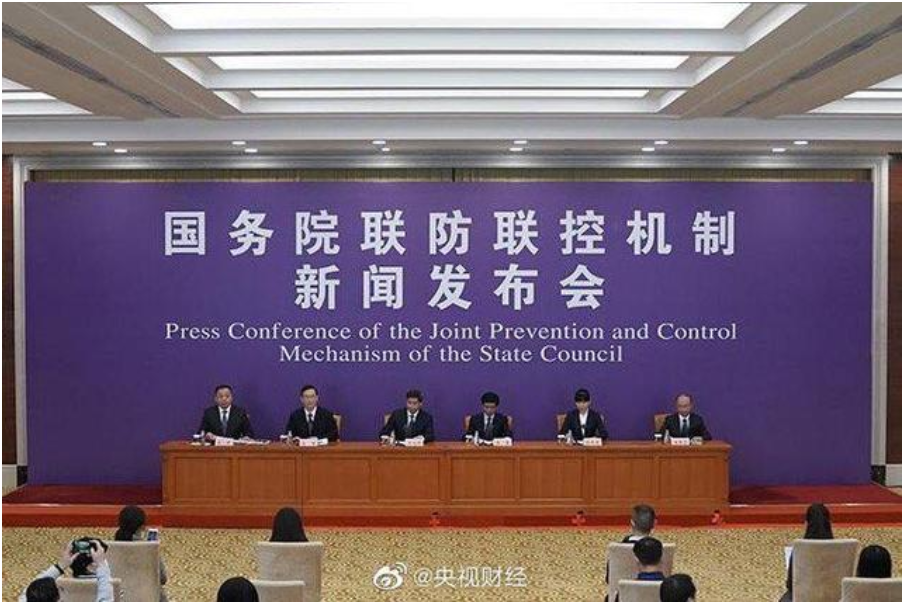 国务院联防联控机制
新闻发布会
Press Conference of the Joint Prevention and Control
Mechanism of the State Council
@央视财经